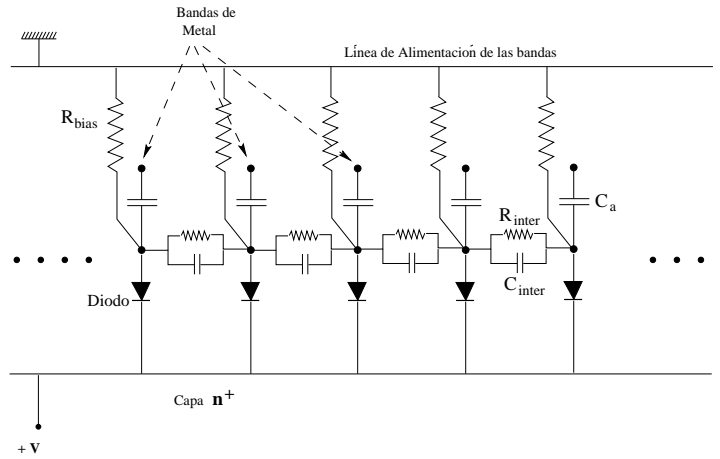 Bandas de
Metal
Línea de Alimentación de las bandas
R_bias
C_a
R_inter
Diodo
C_inter
Capa n+
+ V